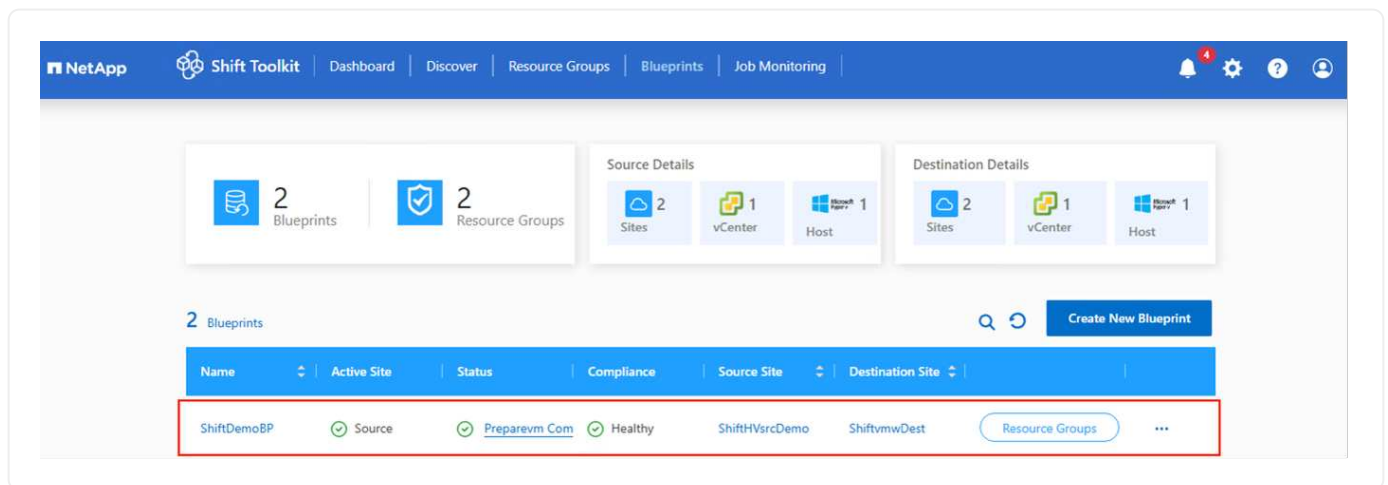 NetApp Shift Toolkit Dashboard Discover Resource Groups Blueprints Job Monitoring 4 ?
Source Details Destination Details
2 Blueprints 2 Resource Groups
2 Sites 1 vCenter 1 Host
2 Sites 1 vCenter 1 Host
2 Blueprints Create New Blueprint
Name Active Site Status Compliance Source Site Destination Site
ShiftDemoBP Source Preparevm Com Healthy ShiftHVsrcDemo ShiftvmwDest Resource Groups ...